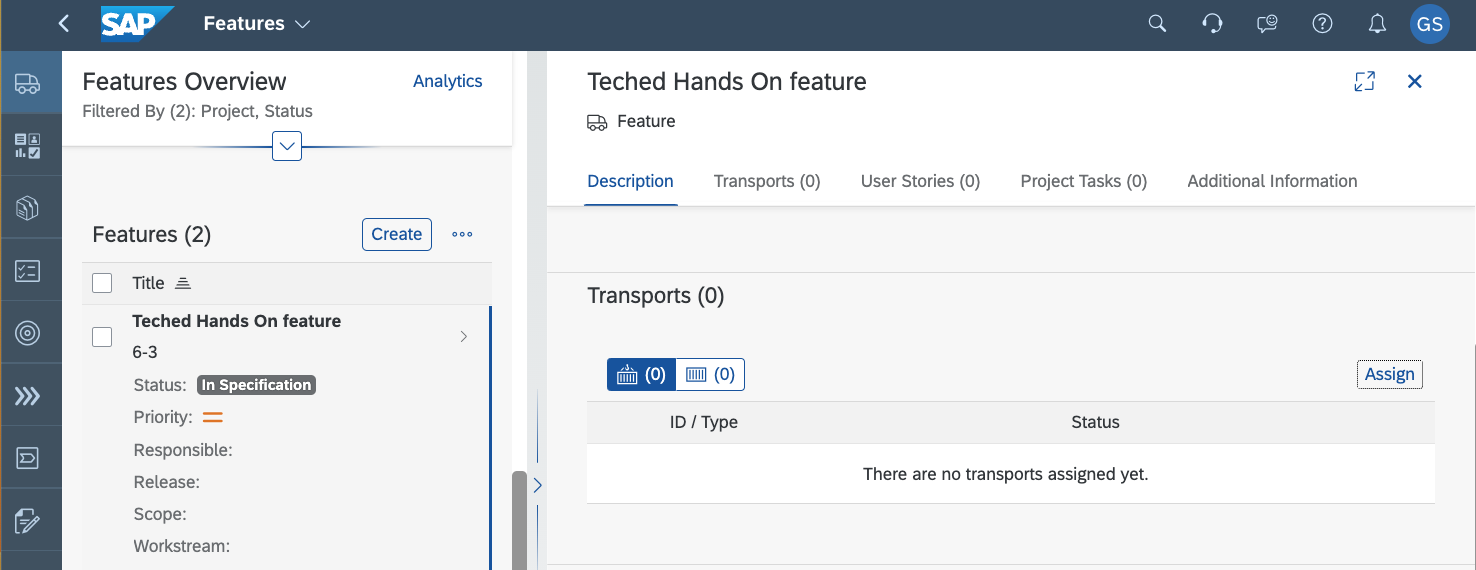 SAP Features
GS
Features Overview
Analytics
Filtered By (2): Project, Status
Features (2)
Create
Title
Teched Hands On feature
6-3
Status: In Specification
Priority:
Responsible:
Release:
Scope:
Workstream:
Teched Hands On feature
Feature
Description Transports (0) User Stories (0) Project Tasks (0) Additional Information
Transports (0)
(0) (0)
Assign
ID / Type Status
There are no transports assigned yet.